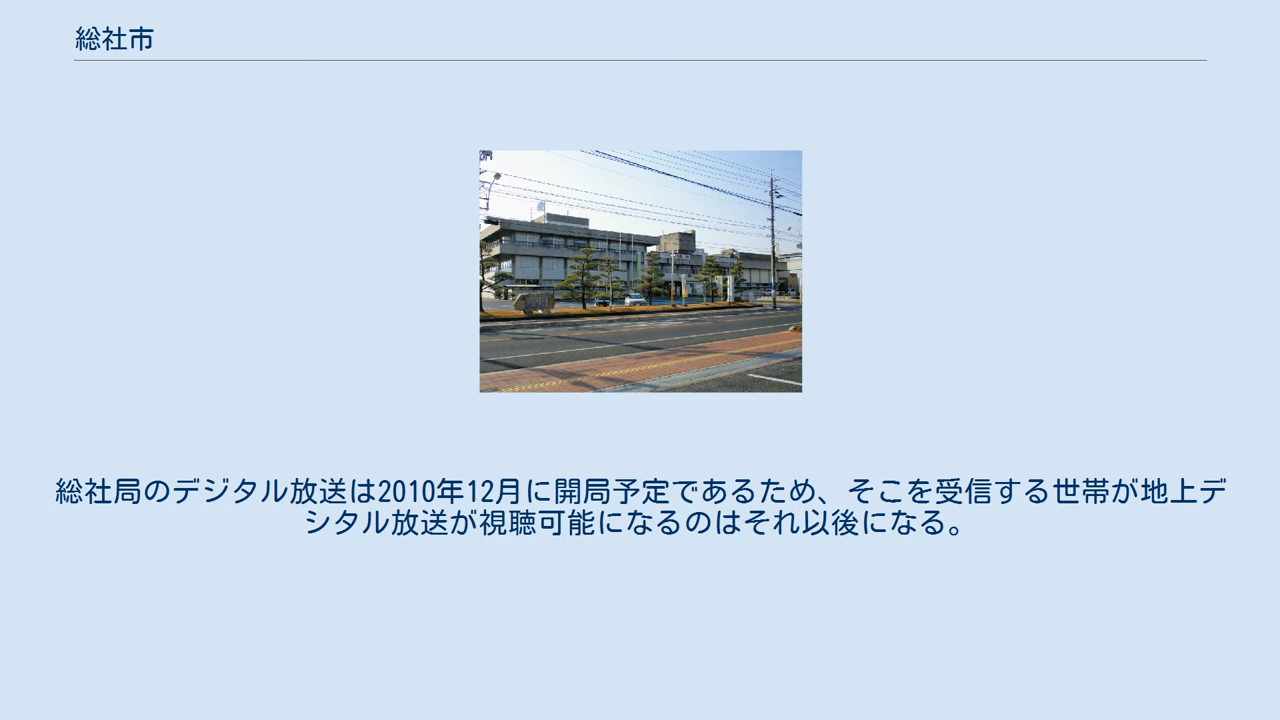 総社市
総社局のデジタル放送は2010年12月に開局予定であるため、そこを受信する世帯が地上デ
シタル放送が視聴可能になるのはそれ以後になる。